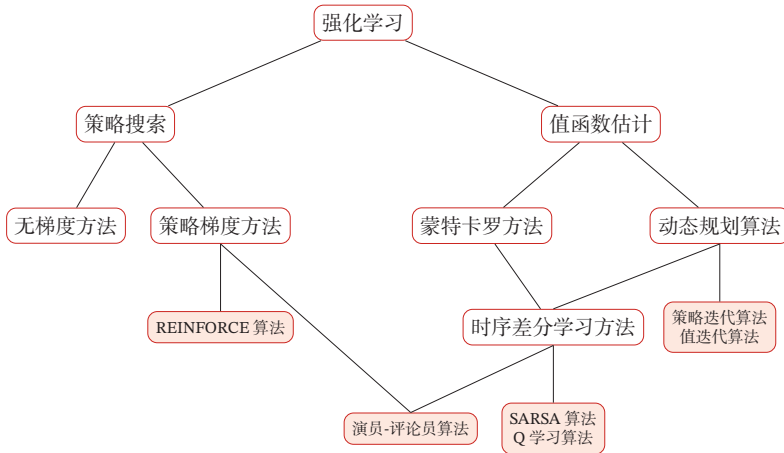 强化学习
策略搜索
值函数估计
无梯度方法
策略梯度方法
蒙特卡罗方法
动态规划算法
REINFORCE 算法
时序差分学习方法
策略迭代算法
值迭代算法
演员-评论员算法
SARSA 算法
Q 学习算法